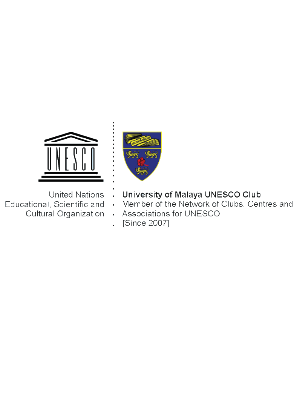 UNESCO
United Nations
Educational, Scientific and
Cultural Organization
University of Malaya UNESCO Club
Member of the Network of Clubs, Centres and
Associations for UNESCO
[Since 2007]